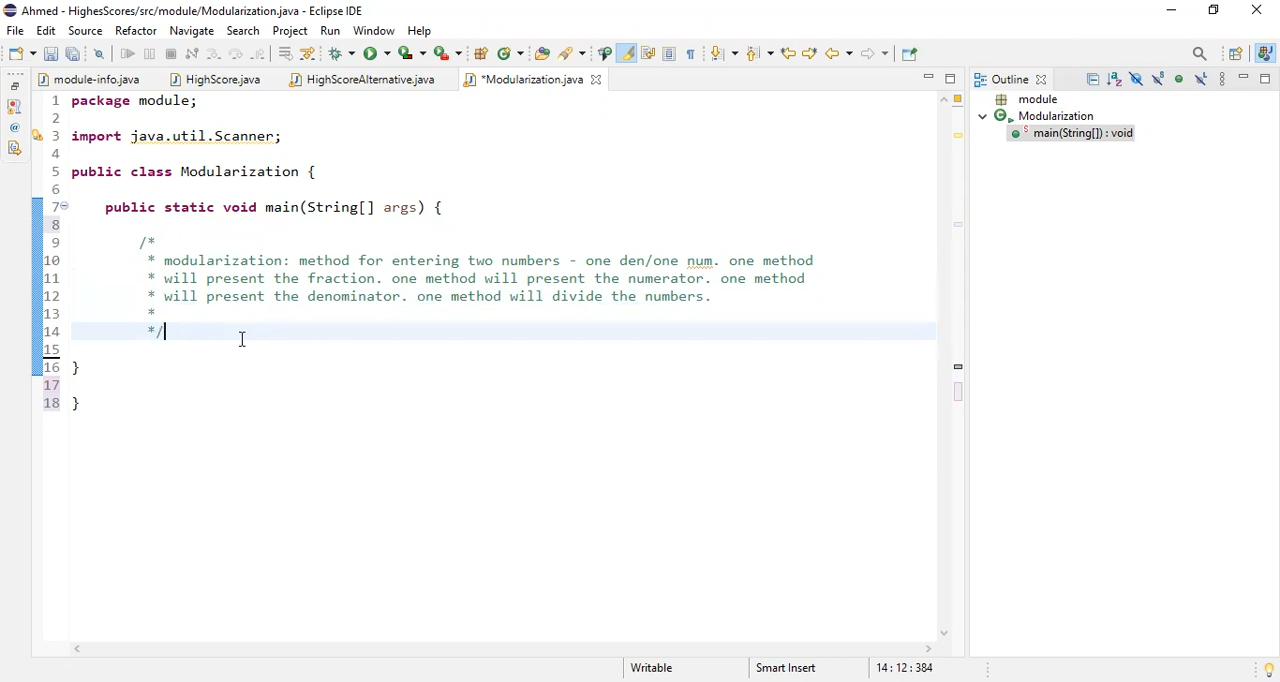 Ahmed - HighesScores/src/module/Modularization.java - Eclipse IDE
File Edit Source Refactor Navigate Search Project Run Window Help
module-info.java HighScore.java HighScoreAlternative.java *Modularization.java Outline
1 package module;
2
3 import java.util.Scanner;
4
5 public class Modularization {
6
7 public static void main(String[] args) {
8
9 /*
10 * modularization: method for entering two numbers - one den/one num. one method
11 * will present the fraction. one method will present the numerator. one method
12 * will present the denominator. one method will divide the numbers.
13 *
14 */
15
16 }
17
18 }
module
Modularization
main(String[]) : void
Writable Smart Insert 14 : 12 : 384